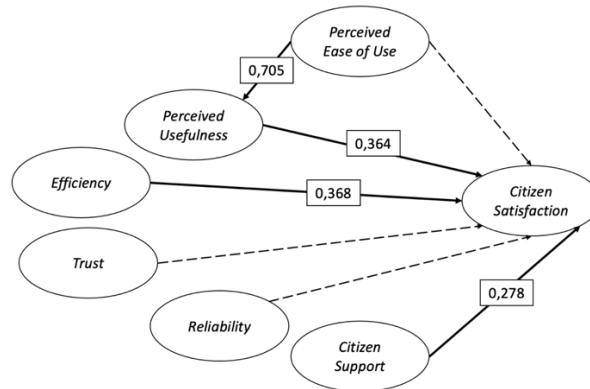 Perceived
Ease of Use
0,705
Perceived
Usefulness
0,364
Efficiency
0,368
Citizen
Satisfaction
Trust
0,278
Reliability
Citizen
Support